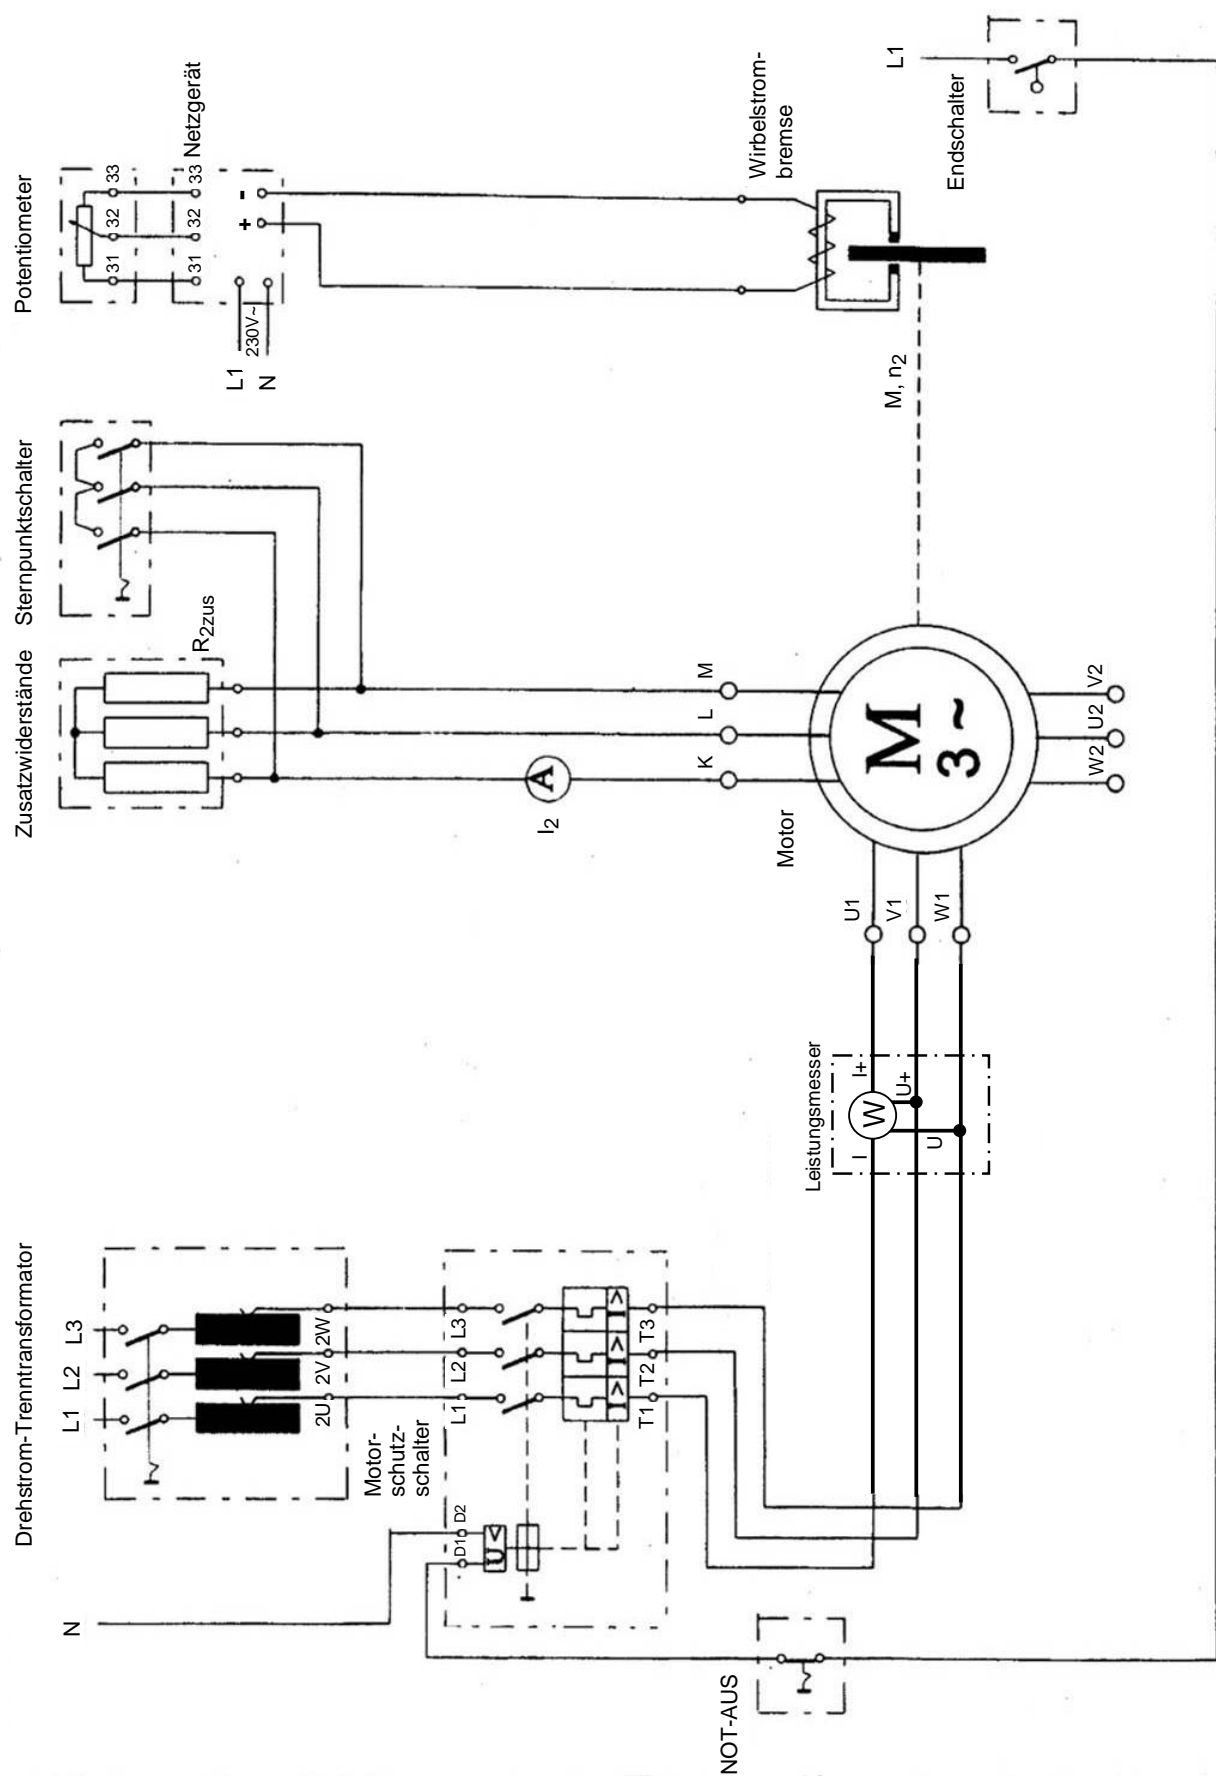 Drehstrom-Trenntransformator
Zusatzwiderstände
Sternpunktschalter
Potentiometer
N
L1
L2
L3
2U
2V
2W
Motor-
schutz-
schalter
D1
D2
U
<
L1
L2
L3
>
>
>
T1
T2
T3
R2zus
31
32
33
31
32
33
Netzgerät
+
-
L1
230V~
N
A
I2
K
L
M
NOT-AUS
Leistungsmesser
I
I+
W
U
U+
U1
V1
W1
Motor
M
3 ~
W2
U2
V2
M, n2
Wirbelstrom-
bremse
L1
Endschalter